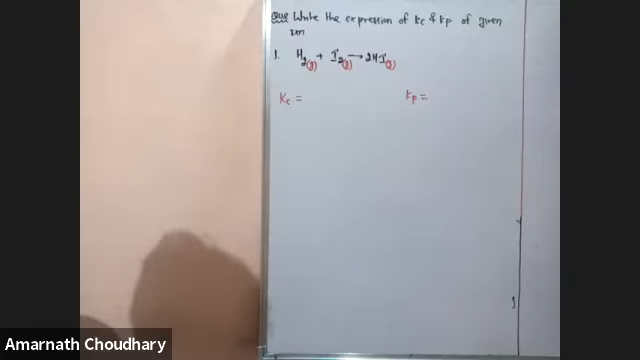 Que Write the expression of Kc & Kp of given
rxn
1. H2(g) + I2(g) → 2HI(g)
Kc = Kp =
Amarnath Choudhary